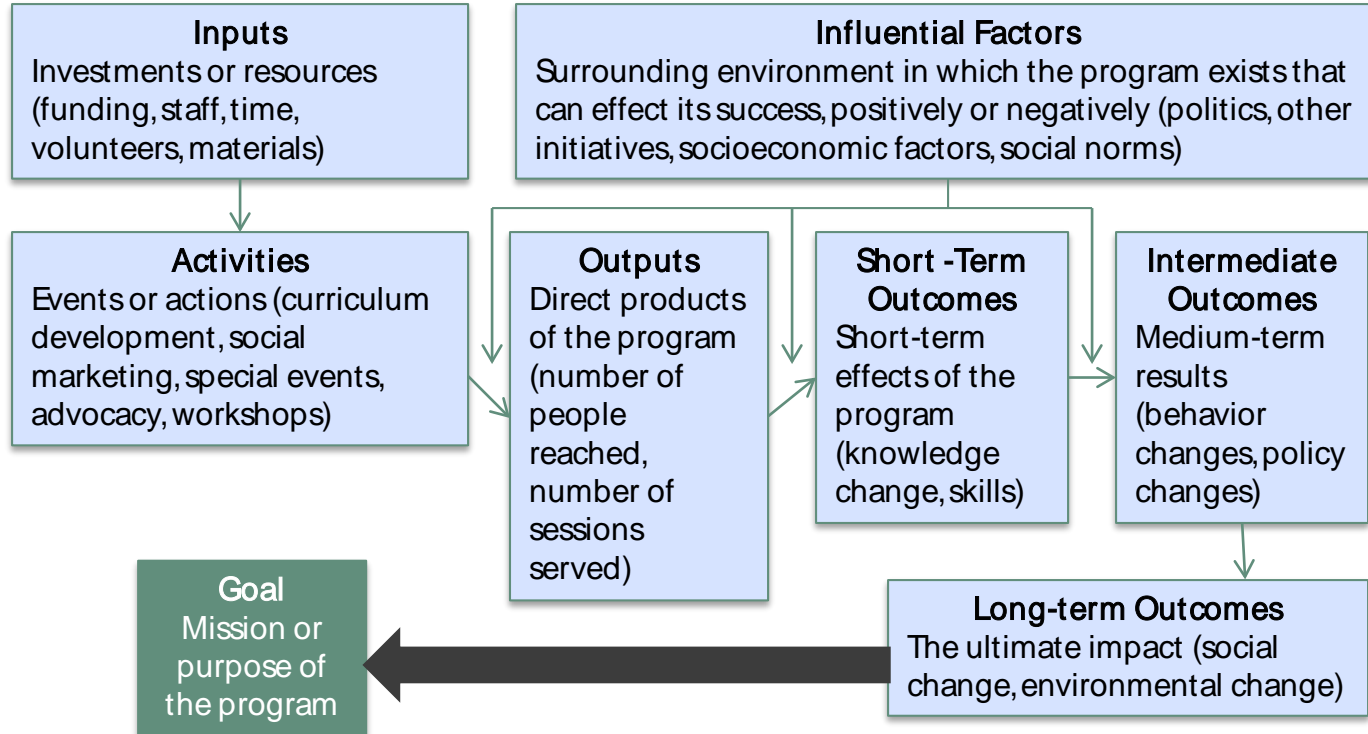 Inputs
Investments or resources
(funding, staff, time,
volunteers, materials)
Influential Factors
Surrounding environment in which the program exists that
can effect its success, positively or negatively (politics, other
initiatives, socioeconomic factors, social norms)
Activities
Events or actions (curriculum
development, social
marketing, special events,
advocacy, workshops)
Outputs
Direct products
of the program
(number of
people
reached,
number of
sessions
served)
Short -Term
Outcomes
Short-term
effects of the
program
(knowledge
change, skills)
Intermediate
Outcomes
Medium-term
results
(behavior
changes, policy
changes)
Goal
Mission or
purpose of
the program
Long-term Outcomes
The ultimate impact (social
change, environmental change)